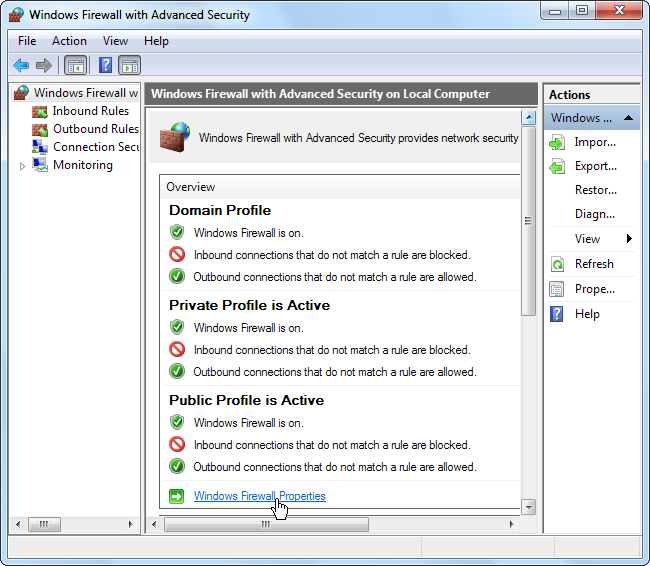 Windows Firewall with Advanced Security
File Action View Help
Windows Firewall w
Inbound Rules
Outbound Rules
Connection Secu
Monitoring
Windows Firewall with Advanced Security on Local Computer
Windows Firewall with Advanced Security provides network security
Overview
Domain Profile
Windows Firewall is on.
Inbound connections that do not match a rule are blocked.
Outbound connections that do not match a rule are allowed.
Private Profile is Active
Windows Firewall is on.
Inbound connections that do not match a rule are blocked.
Outbound connections that do not match a rule are allowed.
Public Profile is Active
Windows Firewall is on.
Inbound connections that do not match a rule are blocked.
Outbound connections that do not match a rule are allowed.
Windows Firewall Properties
Actions
Windows ...
Impor...
Export...
Restor...
Diagn...
View
Refresh
Prope...
Help